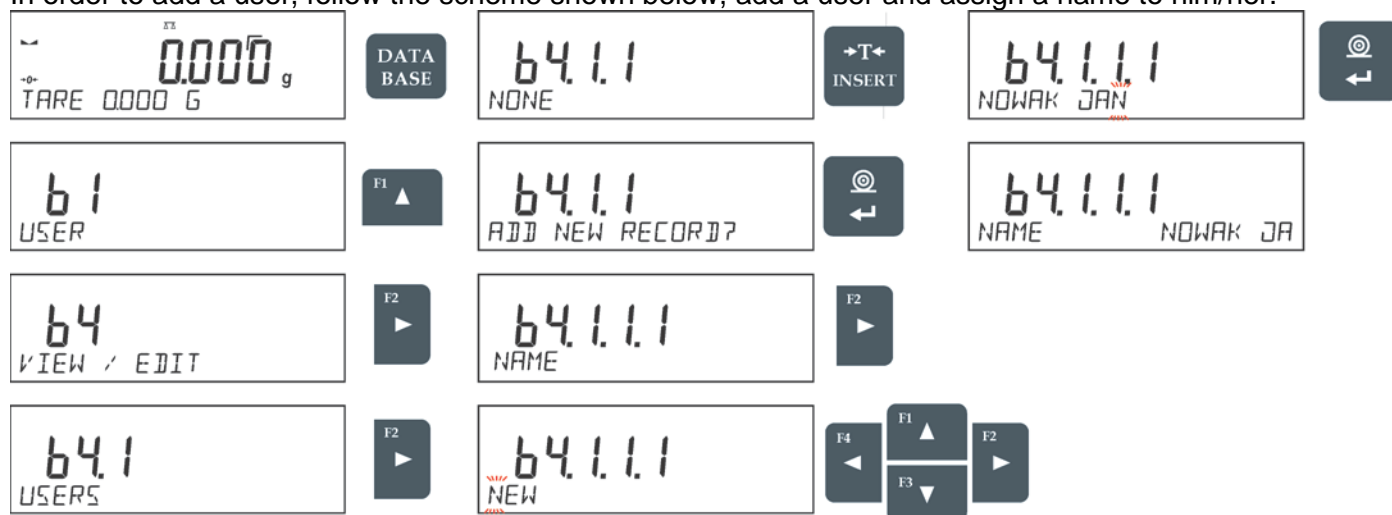 In order to add a user, follow the scheme shown below, add a user and assign a name to him/her.
0.000 g
→0←
TARE 0.000 G
DATA
BASE
b1
USER
F1
b4
VIEW / EDIT
F2
b4.1
USERS
F2
b4.1.1
NONE
→T←
INSERT
b4.1.1
ADD NEW RECORD?
b4.1.1.1
NAME
F2
b4.1.1.1
NEW
F4
F1
F3
F2
b4.1.1.1
NOWAK JAN
b4.1.1.1
NAME NOWAK JA